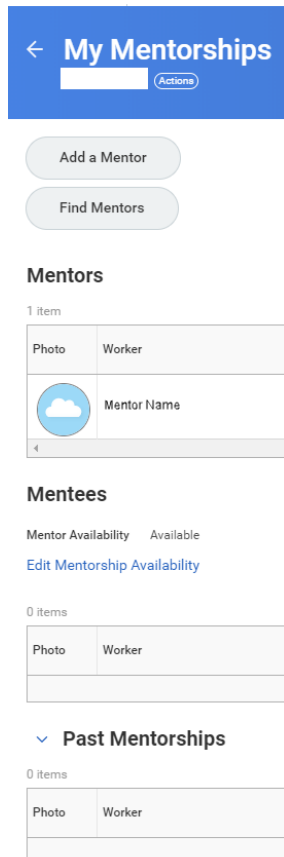 My Mentorships
Actions
Add a Mentor
Find Mentors
Mentors
1 item
Photo Worker
Mentor Name
Mentees
Mentor Availability Available
Edit Mentorship Availability
0 items
Photo Worker
Past Mentorships
0 items
Photo Worker